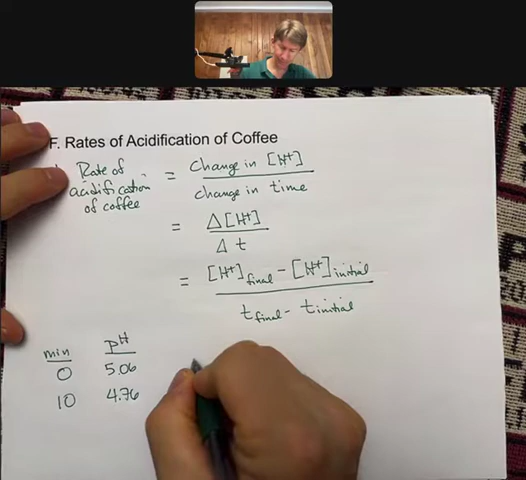 F. Rates of Acidification of Coffee
Rate of acidification of coffee = Change in [H+] / change in time
= Δ[H+] / Δt
= [H+]final - [H+]initial / tfinal - tinitial
min pH
0 5.06
10 4.76